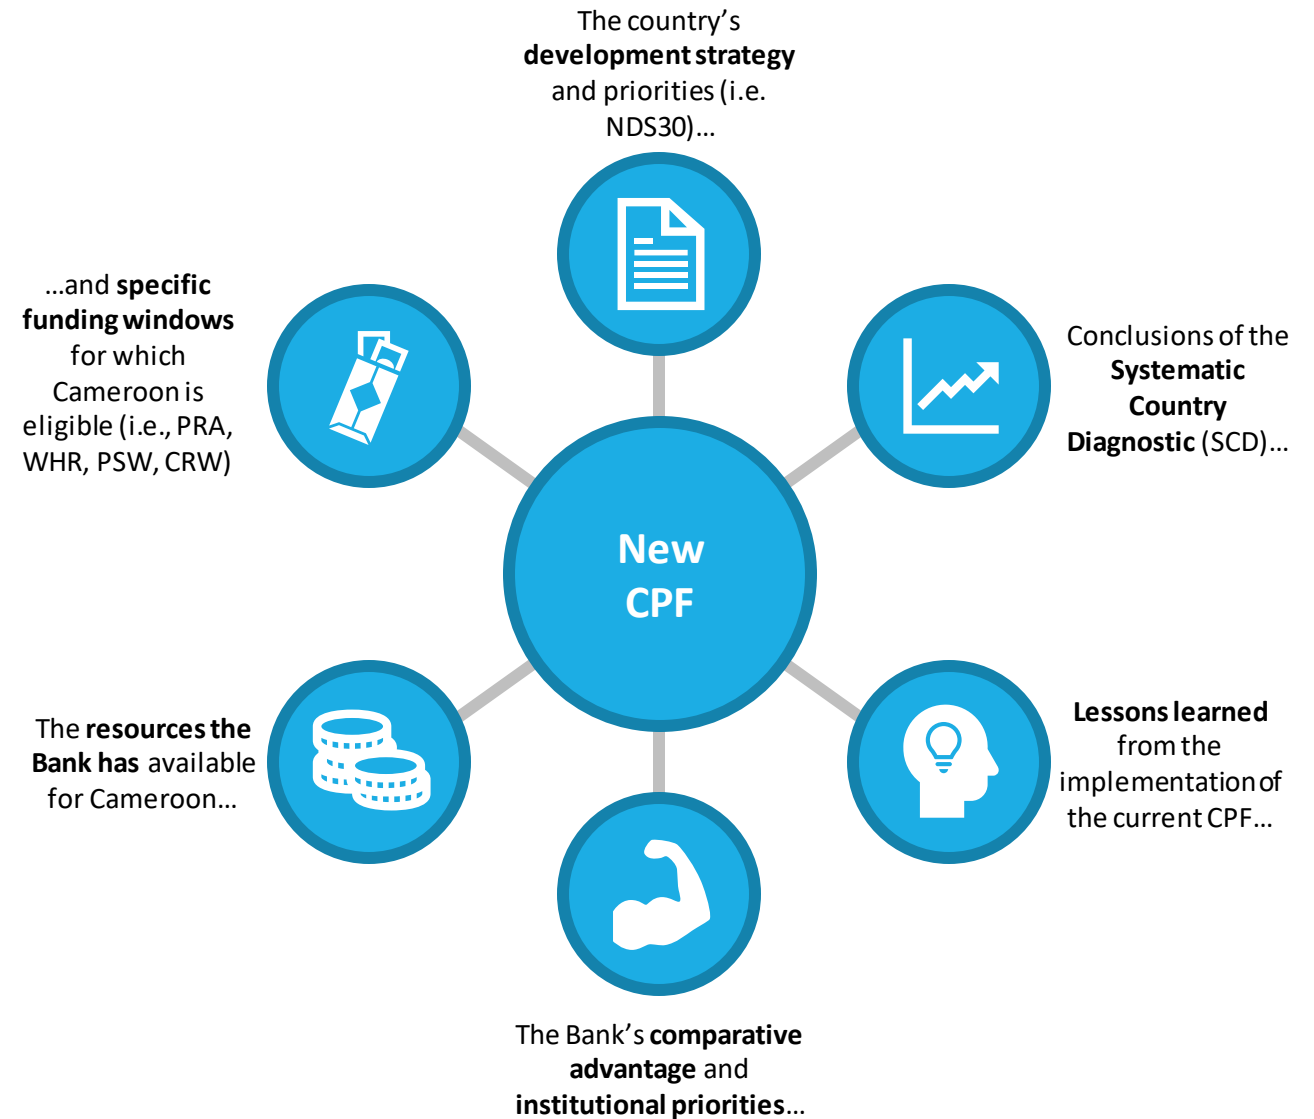 The country’s
development strategy
and priorities (i.e.
NDS30)…
Conclusions of the
Systematic
Country
Diagnostic (SCD)…
Lessons learned
from the
implementation of
the current CPF…
The Bank’s comparative
advantage and
institutional priorities…
The resources the
Bank has available
for Cameroon…
…and specific
funding windows
for which
Cameroon is
eligible (i.e., PRA,
WHR, PSW, CRW)
New
CPF